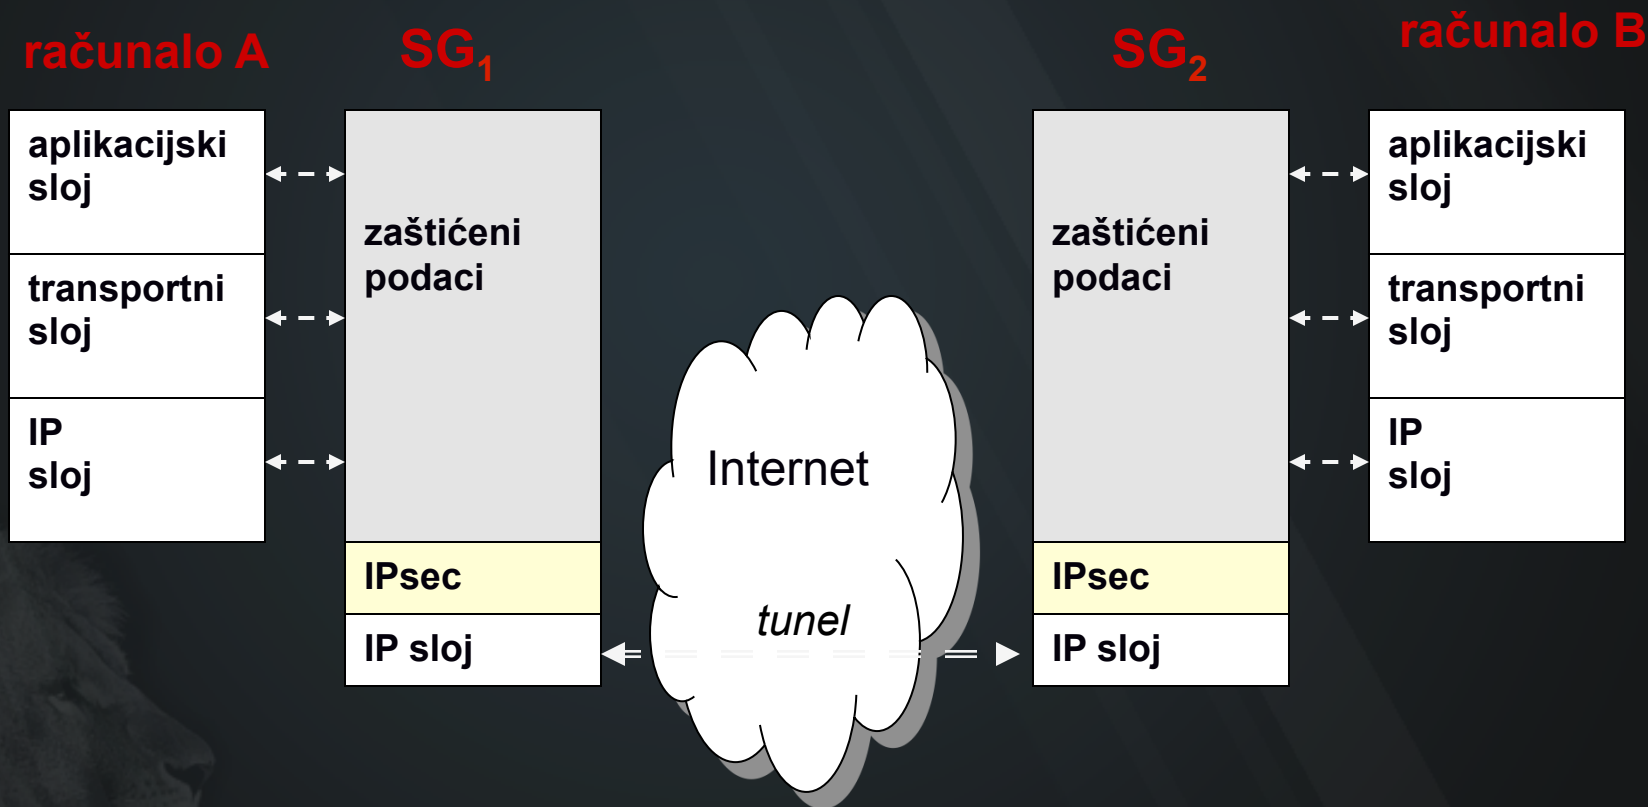 računalo A
SG1
SG2
računalo B
aplikacijski
sloj
transportni
sloj
IP
sloj
zaštićeni
podaci
IPsec
IP sloj
Internet
tunel
zaštićeni
podaci
IPsec
IP sloj
aplikacijski
sloj
transportni
sloj
IP
sloj